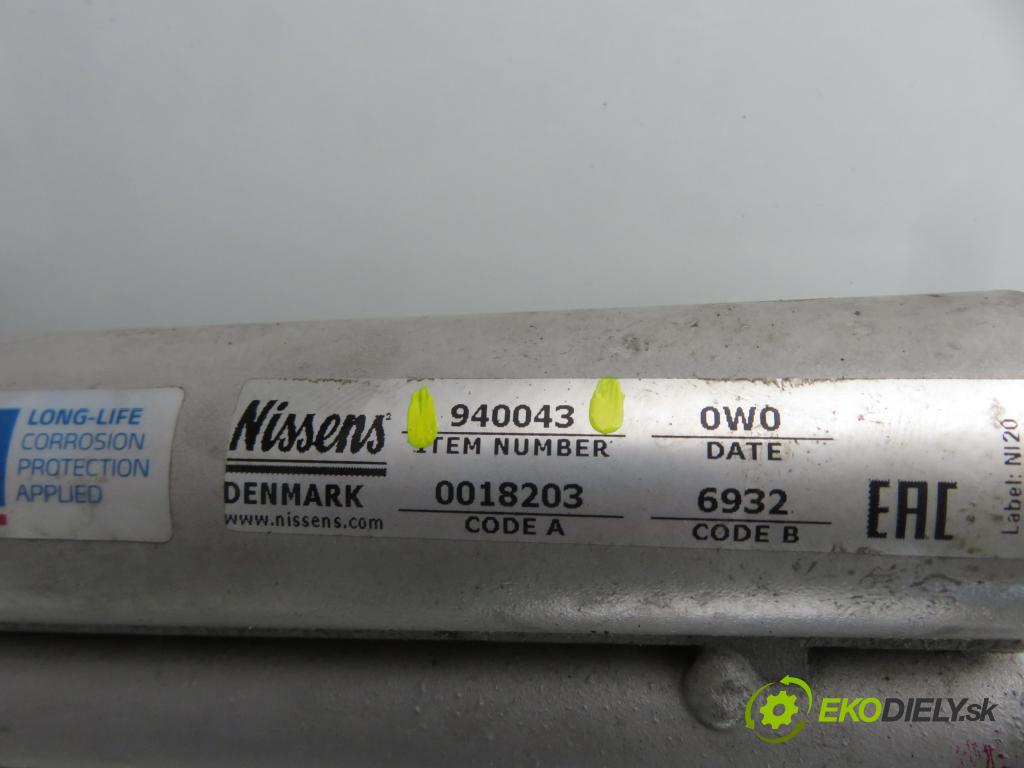 LONG-LIFE
CORROSION
PROTECTION
APPLIED
Nissens
DENMARK
www.nissens.com
940043
ITEM NUMBER
0018203
CODE A
0W0
DATE
6932
CODE B
EAC
Label: NI20
EKODIELY.sk